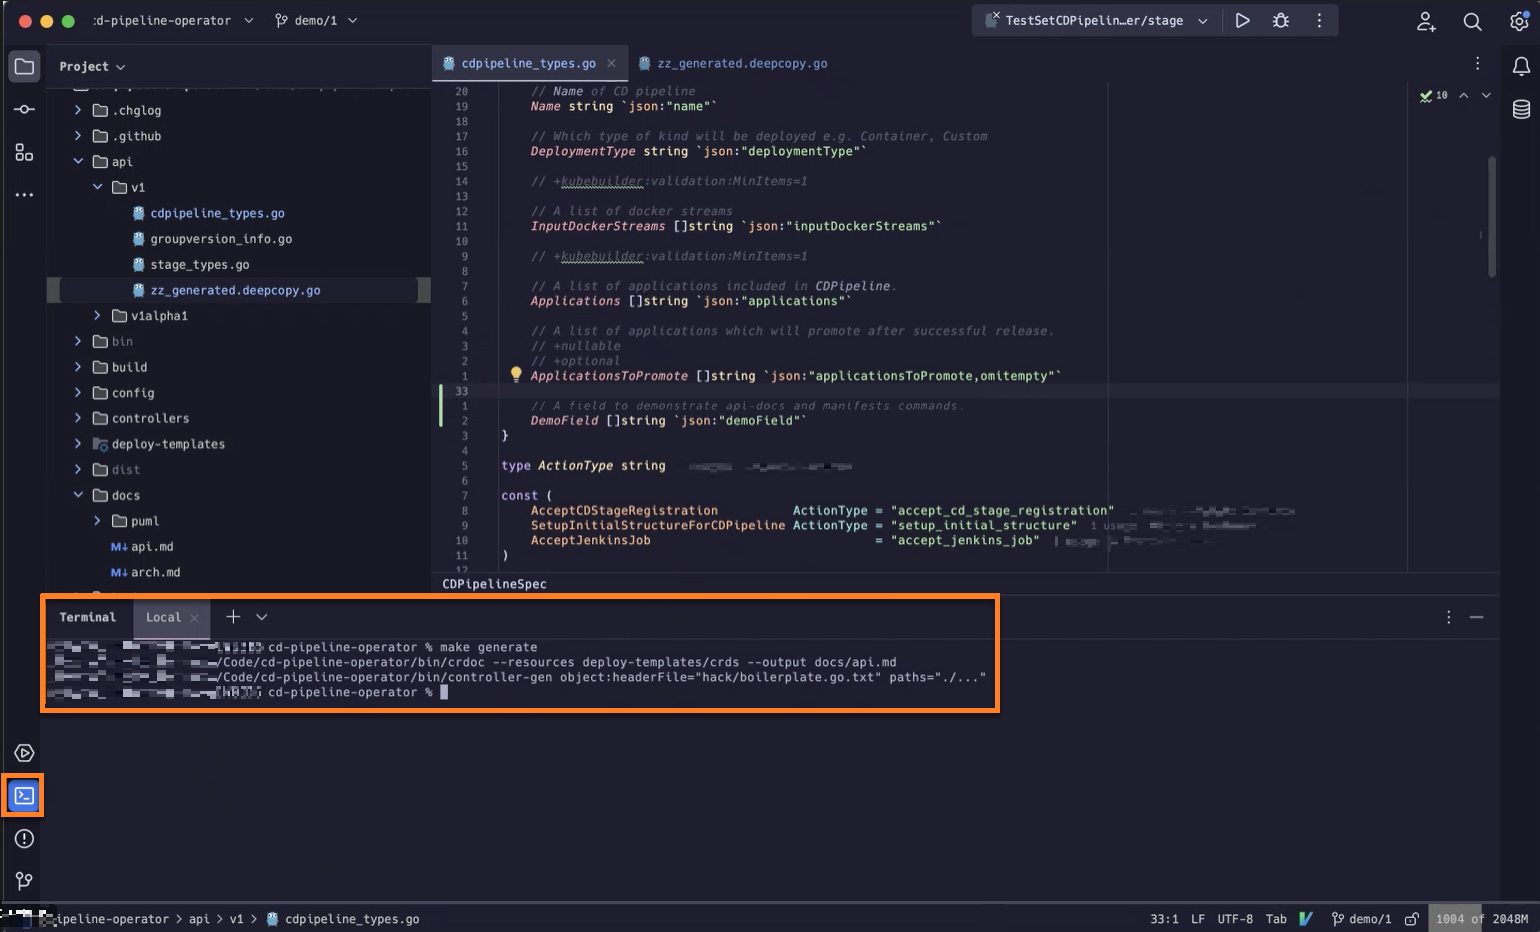 :d-pipeline-operator
demo/1
TestSetCDPipelin...er/stage
Project
cdpipeline_types.go
zz_generated.deepcopy.go
.chglog
.github
api
v1
cdpipeline_types.go
groupversion_info.go
stage_types.go
zz_generated.deepcopy.go
v1alpha1
bin
build
config
controllers
deploy-templates
dist
docs
puml
M↓ api.md
M↓ arch.md
10
20 // Name of CD pipeline
19 Name string `json:"name"`
18
17 // Which type of kind will be deployed e.g. Container, Custom
16 DeploymentType string `json:"deploymentType"`
15
14 // +kubebuilder:validation:MinItems=1
13
12 // A list of docker streams
11 InputDockerStreams []string `json:"inputDockerStreams"`
10
9 // +kubebuilder:validation:MinItems=1
8
7 // A list of applications included in CDPipeline.
6 Applications []string `json:"applications"`
5
4 // A list of applications which will promote after successful release.
3 // +nullable
2 // +optional
1 ApplicationsToPromote []string `json:"applicationsToPromote,omitempty"`
33
1 // A field to demonstrate api-docs and manifests commands.
2 DemoField []string `json:"demoField"`
3 }
4
5 type ActionType string
6
7 const (
8 AcceptCDStageRegistration ActionType = "accept_cd_stage_registration"
9 SetupInitialStructureForCDPipeline ActionType = "setup_initial_structure"
10 AcceptJenkinsJob = "accept_jenkins_job"
11 )
12
CDPipelineSpec
Terminal
Local
cd-pipeline-operator % make generate
/Code/cd-pipeline-operator/bin/crdoc --resources deploy-templates/crds --output docs/api.md
/Code/cd-pipeline-operator/bin/controller-gen object:headerFile="hack/boilerplate.go.txt" paths="./..."
cd-pipeline-operator %
ipeline-operator > api > v1 > cdpipeline_types.go
33:1 LF UTF-8 Tab demo/1 1004 of 2048M